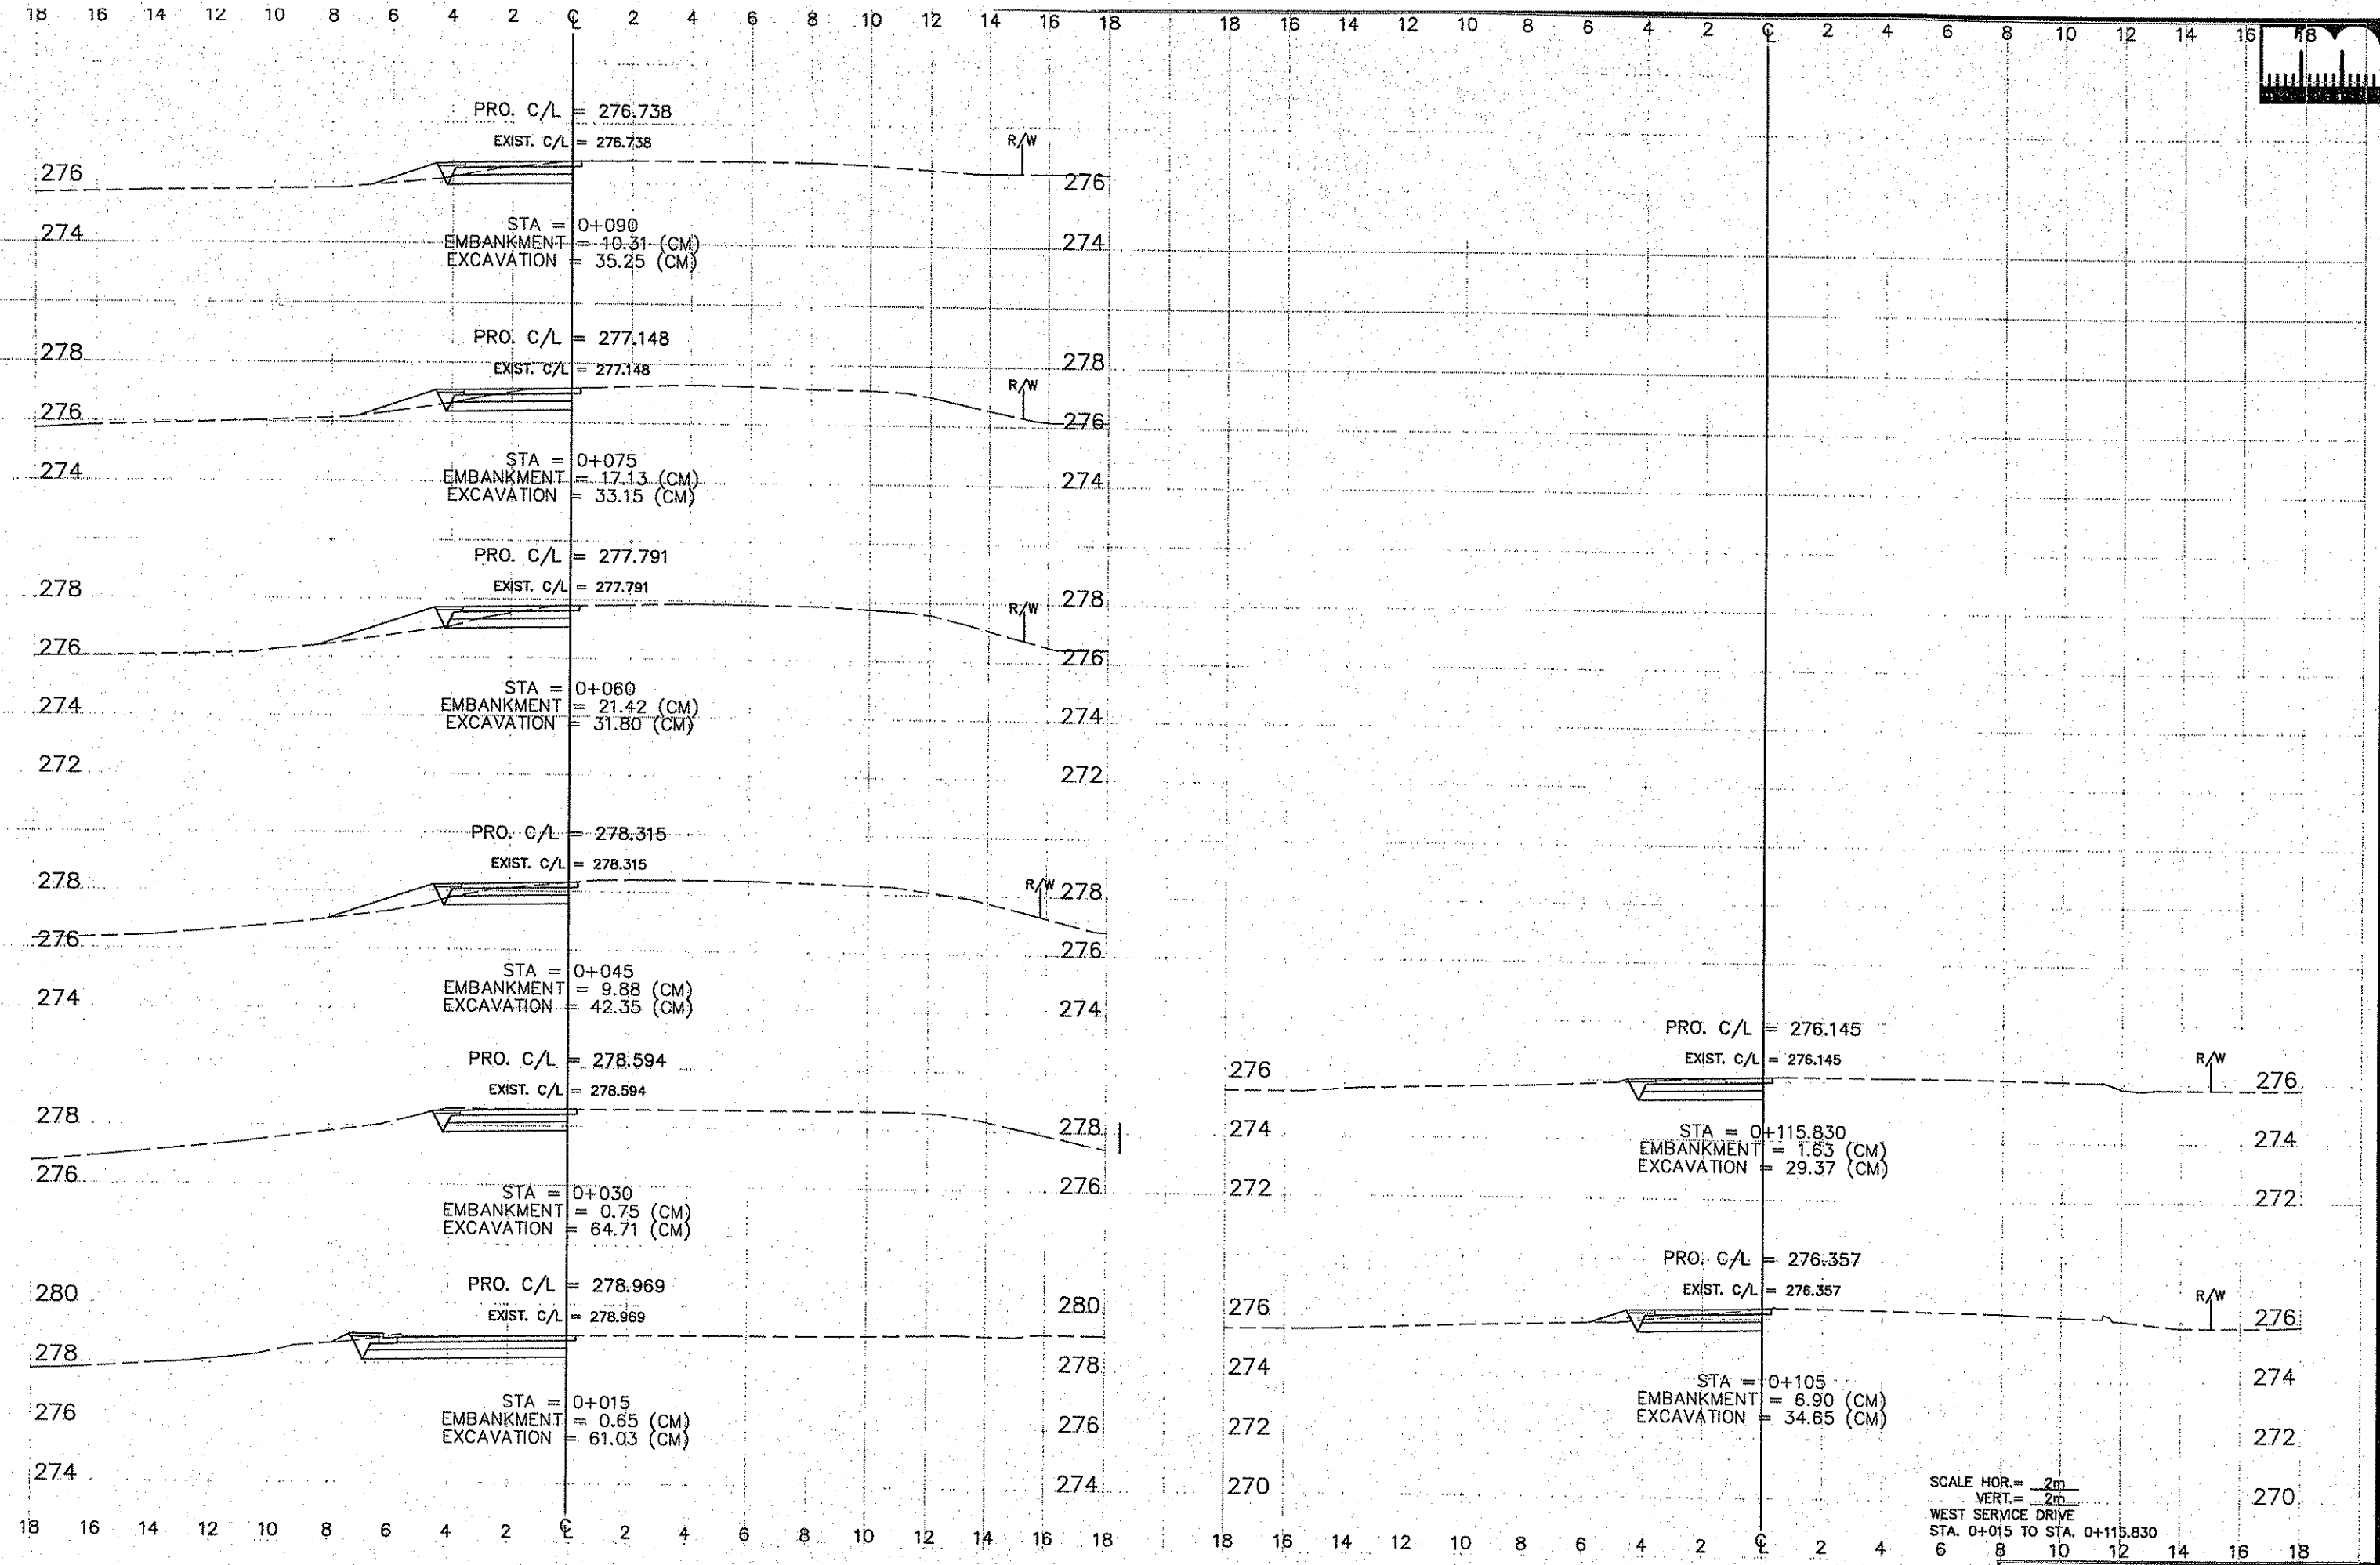 18 16 14 12 10 8 6 4 2 ℄ 2 4 6 8 10 12 14 16 18
18 16 14 12 10 8 6 4 2 ℄ 2 4 6 8 10 12 14 16 18
PRO. C/L = 276.738
EXIST. C/L = 276.738
R/W
276 276
274 274
STA = 0+090
EMBANKMENT = 10.31 (CM)
EXCAVATION = 35.25 (CM)
PRO. C/L = 277.148
EXIST. C/L = 277.148
R/W
278 278
276 276
274 274
STA = 0+075
EMBANKMENT = 17.13 (CM)
EXCAVATION = 33.15 (CM)
PRO. C/L = 277.791
EXIST. C/L = 277.791
R/W
278 278
276 276
274 274
272 272
STA = 0+060
EMBANKMENT = 21.42 (CM)
EXCAVATION = 31.80 (CM)
PRO. C/L = 278.315
EXIST. C/L = 278.315
R/W
278 278
276 276
274 274
STA = 0+045
EMBANKMENT = 9.88 (CM)
EXCAVATION = 42.35 (CM)
PRO. C/L = 278.594
EXIST. C/L = 278.594
278 278
276 276
STA = 0+030
EMBANKMENT = 0.75 (CM)
EXCAVATION = 64.71 (CM)
PRO. C/L = 278.969
EXIST. C/L = 278.969
280 280
278 278
276 276
274 274
STA = 0+015
EMBANKMENT = 0.65 (CM)
EXCAVATION = 61.03 (CM)
18 16 14 12 10 8 6 4 2 ℄ 2 4 6 8 10 12 14 16 18
PRO. C/L = 276.145
EXIST. C/L = 276.145
R/W
276 276
274 274
272 272
STA = 0+115.830
EMBANKMENT = 1.63 (CM)
EXCAVATION = 29.37 (CM)
PRO. C/L = 276.357
EXIST. C/L = 276.357
R/W
276 276
274 274
272 272
270 270
STA = 0+105
EMBANKMENT = 6.90 (CM)
EXCAVATION = 34.65 (CM)
SCALE HOR.= 2m
VERT.= 2m
WEST SERVICE DRIVE
STA. 0+015 TO STA. 0+115.830
18 16 14 12 10 8 6 4 2 ℄ 2 4 6 8 10 12 14 16 18